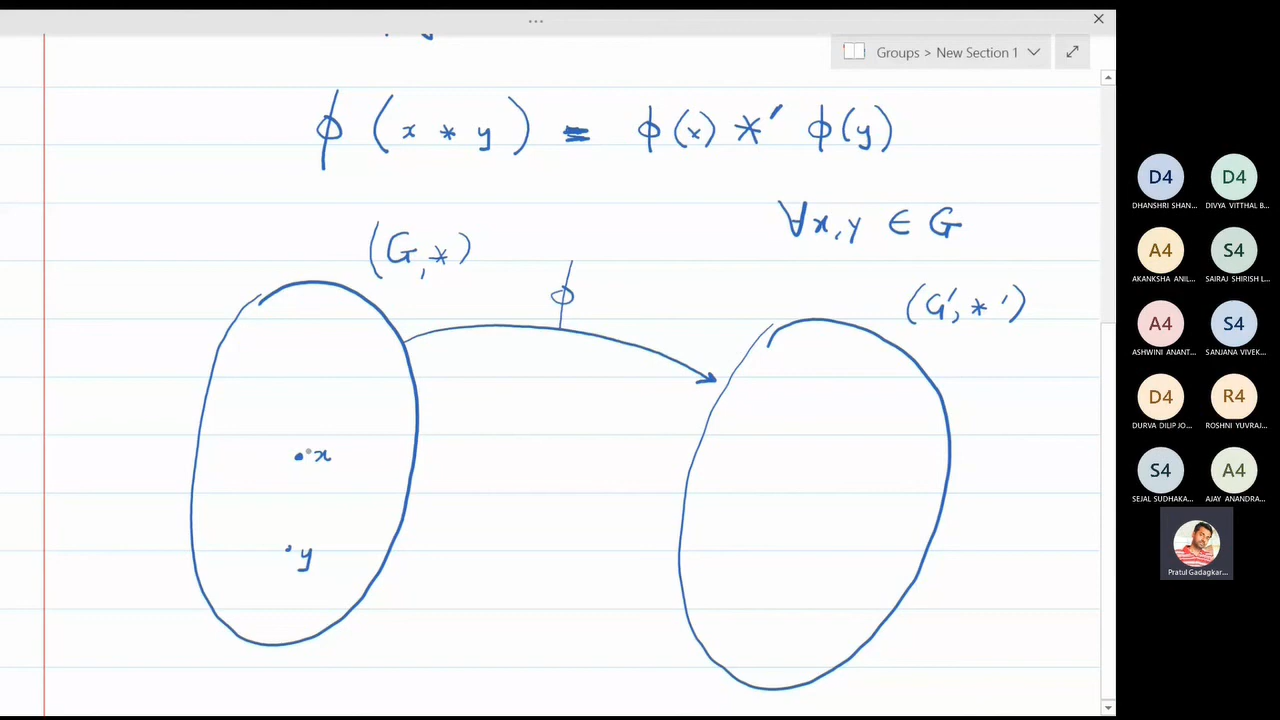 Groups > New Section 1
ϕ (x * y) = ϕ(x) *′ ϕ(y)
∀x, y ∈ G
(G, *)
ϕ
(G′, *′)
x
y
D4
DHANSHRI SHAN...
D4
DIVYA VITTHAL B...
A4
AKANKSHA ANIL...
S4
SAIRAJ SHIRISH L...
A4
ASHWINI ANANT...
S4
SANJANA VIVEK...
D4
DURVA DILIP JO...
R4
ROSHNI YUVRAJ...
S4
SEJAL SUDHAKA...
A4
AJAY ANANDRA...
Pratul Gadagkar...